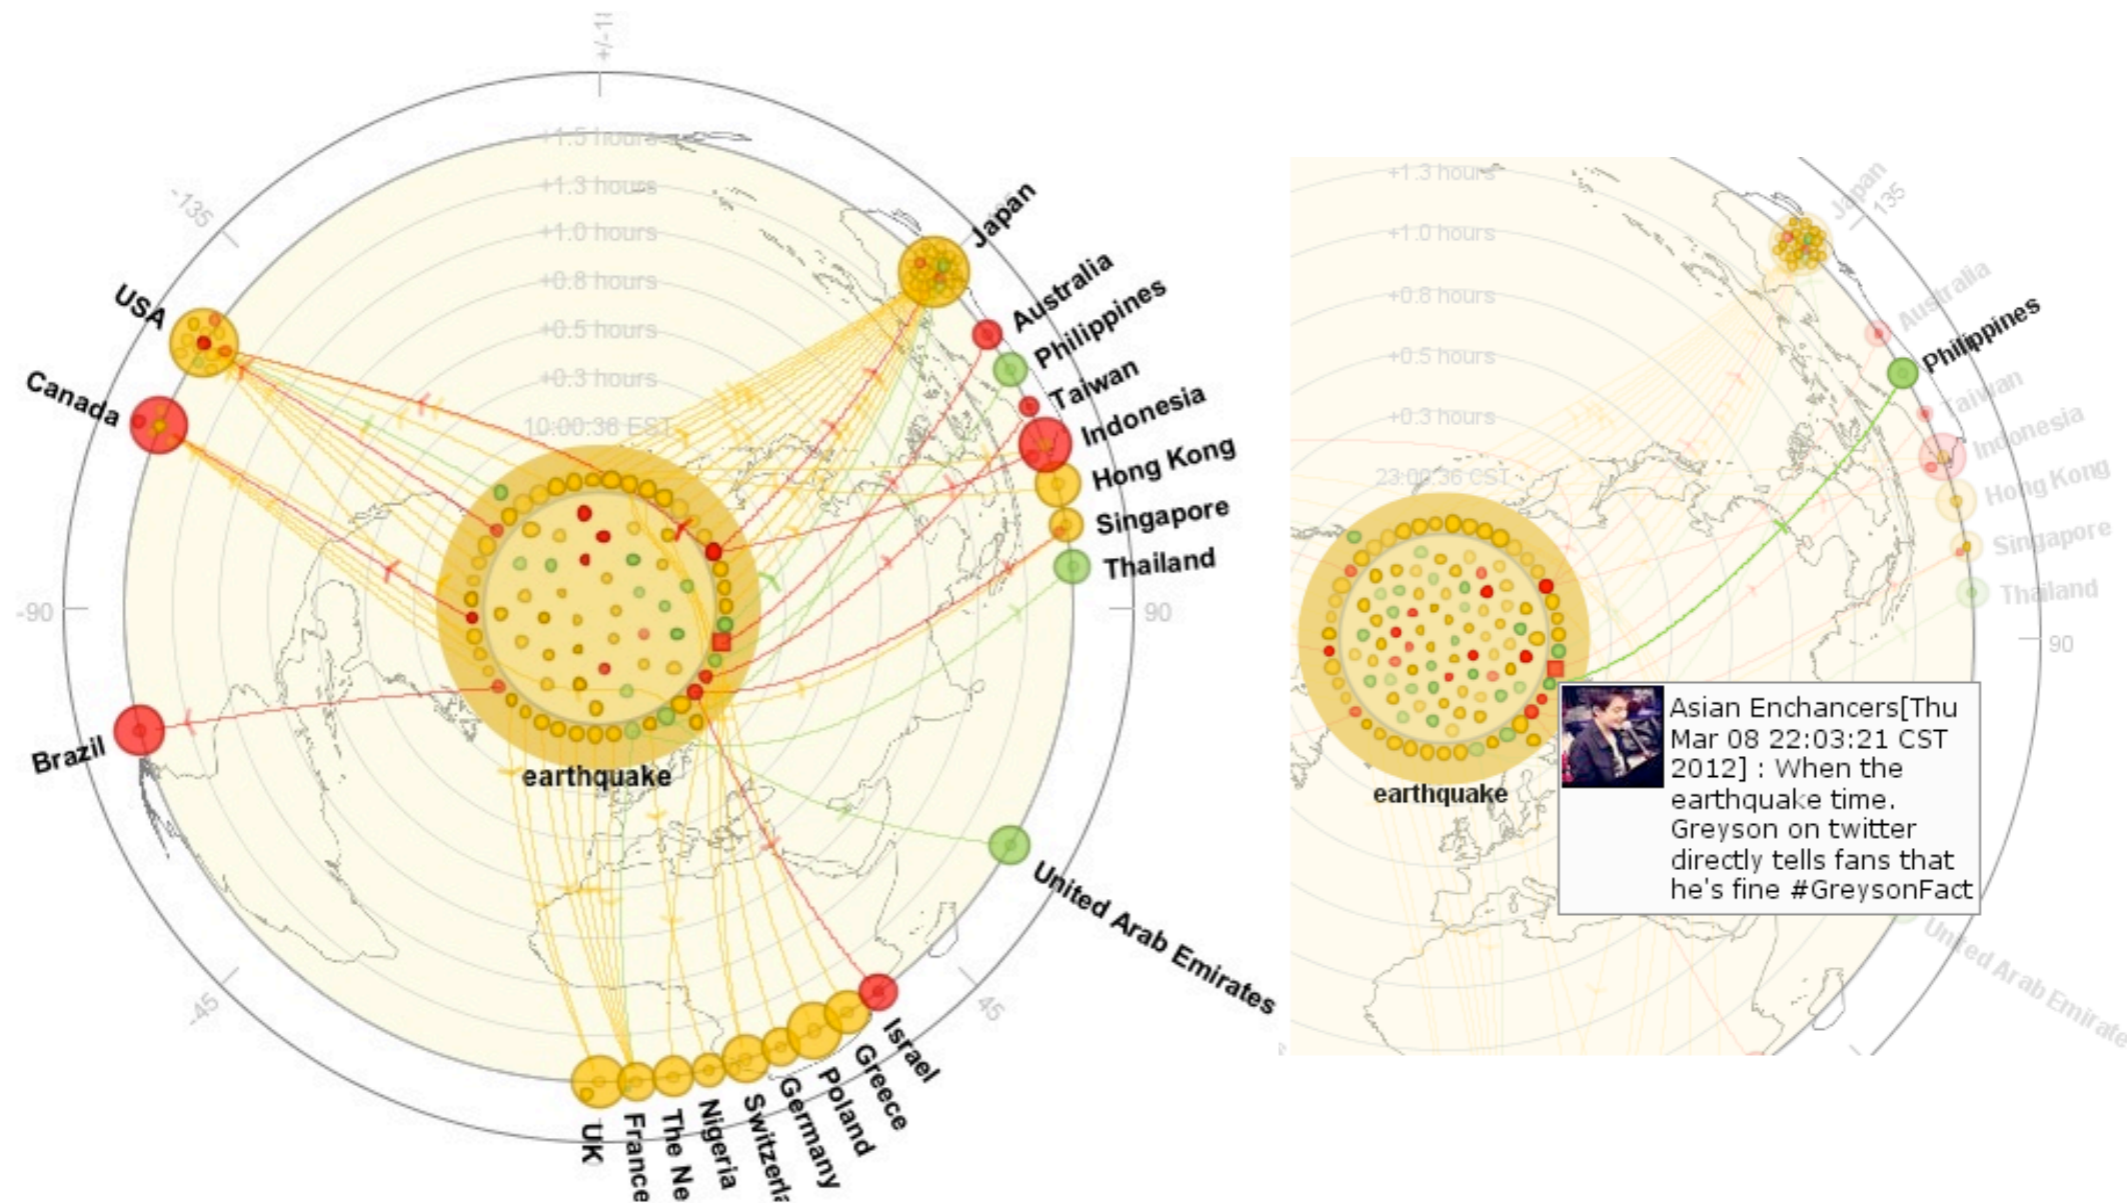 +/-1
+1.5 hours
+1.3 hours
+1.0 hours
+0.8 hours
+0.5 hours
+0.3 hours
10:00:36 EST
-135
-90
-45
45
90
USA
Canada
Brazil
Japan
Australia
Philippines
Taiwan
Indonesia
Hong Kong
Singapore
Thailand
United Arab Emirates
Israel
Greece
Poland
Germany
Switzerla
Nigeria
The Ne
France
UK
earthquake
+1.3 hours
+1.0 hours
+0.8 hours
+0.5 hours
+0.3 hours
23:00:36 CST
Japan
135
Australia
Philippines
Taiwan
Indonesia
Hong Kong
Singapore
Thailand
90
United Arab Emirate
earthquake
Asian Enchancers[Thu
Mar 08 22:03:21 CST
2012] : When the
earthquake time.
Greyson on twitter
directly tells fans that
he's fine #GreysonFact